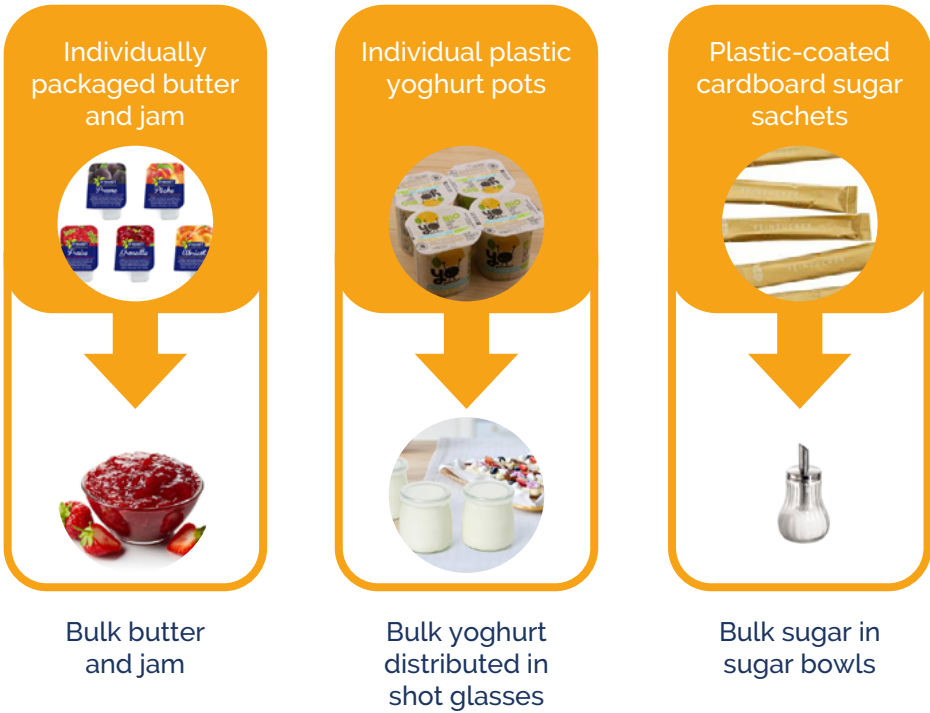 Individually
packaged butter
and jam
Individual plastic
yoghurt pots
Plastic-coated
cardboard sugar
sachets
yo
Bulk butter
and jam
Bulk yoghurt
distributed in
shot glasses
Bulk sugar in
sugar bowls